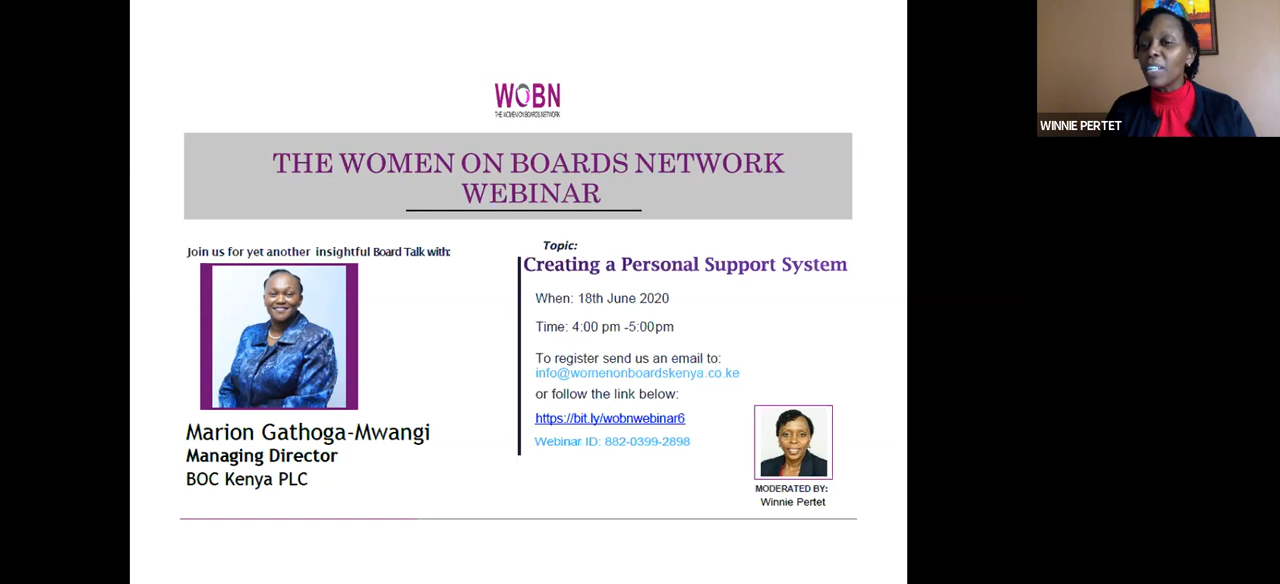 WOBN
THE WOMEN ON BOARDS NETWORK
THE WOMEN ON BOARDS NETWORK
WEBINAR
Join us for yet another insightful Board Talk with:
Marion Gathoga-Mwangi
Managing Director
BOC Kenya PLC
Topic:
Creating a Personal Support System
When: 18th June 2020
Time: 4:00 pm -5:00pm
To register send us an email to:
info@womenonboardskenya.co.ke
or follow the link below:
https://bit.ly/wobnwebinar6
Webinar ID: 882-0399-2898
MODERATED BY:
Winnie Pertet
WINNIE PERTET